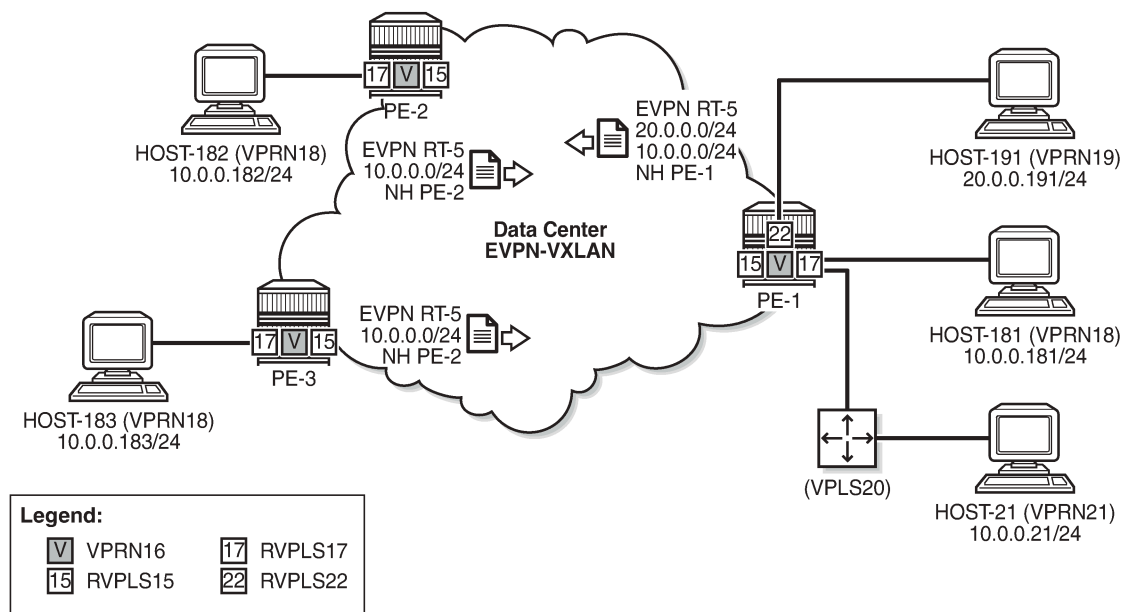 17 V 15
PE-2
HOST-182 (VPRN18)
10.0.0.182/24
EVPN RT-5
10.0.0.0/24
NH PE-2
EVPN RT-5
20.0.0.0/24
10.0.0.0/24
NH PE-1
HOST-191 (VPRN19)
20.0.0.191/24
Data Center
EVPN-VXLAN
22
15 V 17
PE-1
HOST-181 (VPRN18)
10.0.0.181/24
EVPN RT-5
10.0.0.0/24
NH PE-2
17 V 15
PE-3
HOST-183 (VPRN18)
10.0.0.183/24
(VPLS20)
HOST-21 (VPRN21)
10.0.0.21/24
Legend:
V VPRN16
17 RVPLS17
15 RVPLS15
22 RVPLS22